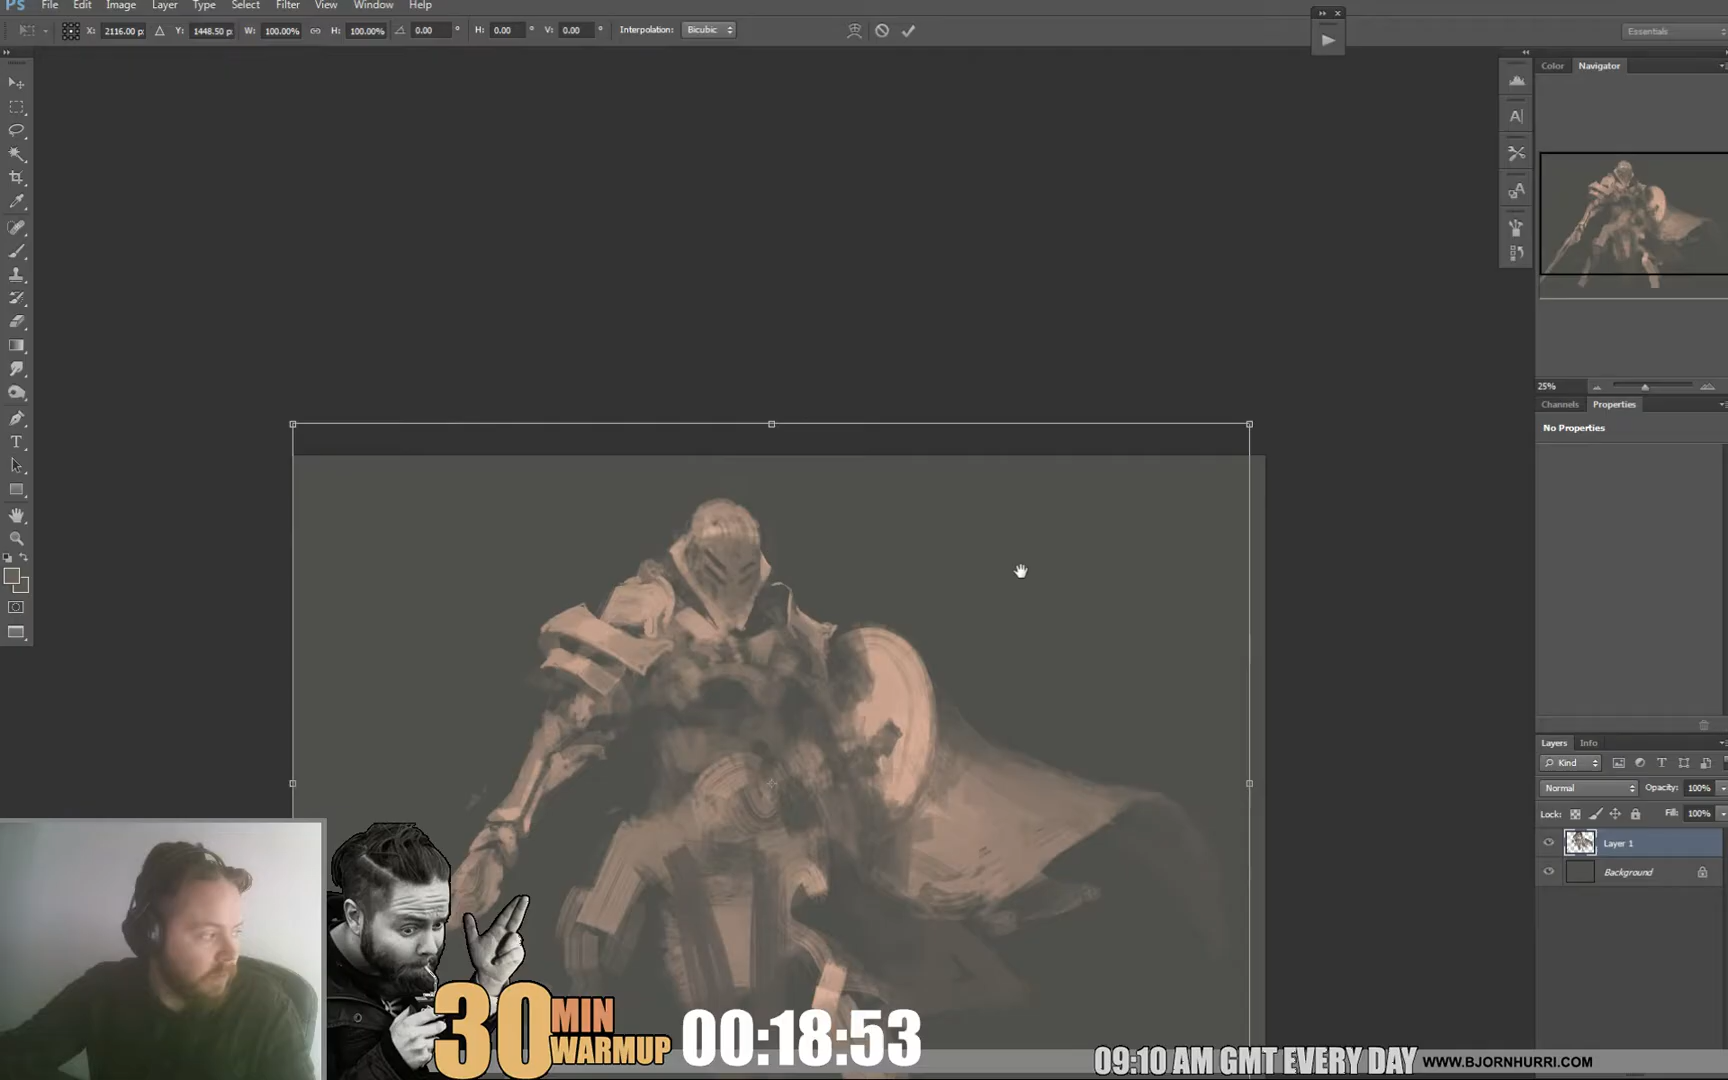 Ps File Edit Image Layer Type Select Filter View Window Help
X: 2116.00 p: Y: 1448.50 p: W: 100.00% H: 100.00% 0.00 ° H: 0.00 ° V: 0.00 ° Interpolation: Bicubic
Essentials
Color Navigator
25%
Channels Properties
No Properties
Layers Info
Kind
Normal Opacity: 100%
Lock: Fill: 100%
Layer 1
Background
30 MIN WARMUP
00:18:53
09:10 AM GMT EVERY DAY WWW.BJORNHURRI.COM